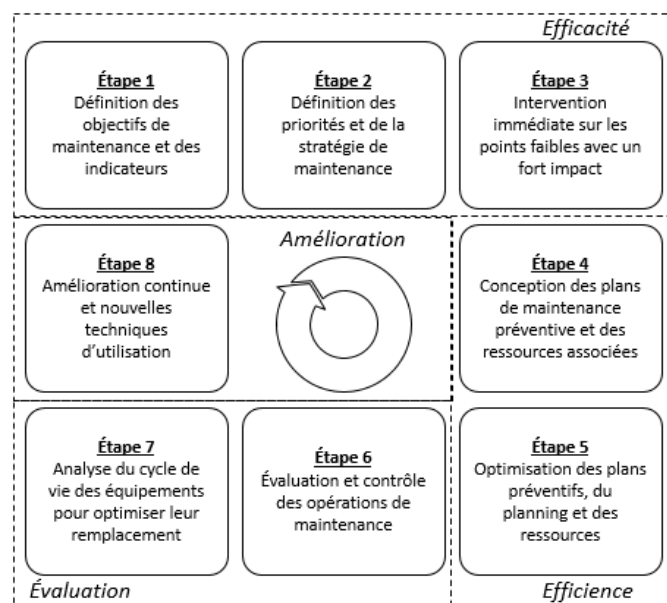 Efficacité
Étape 1
Définition des
objectifs de
maintenance et des
indicateurs
Étape 2
Définition des
priorités et de la
stratégie de
maintenance
Étape 3
Intervention
immédiate sur les
points faibles avec un
fort impact
Étape 8
Amélioration continue
et nouvelles
techniques
d'utilisation
Amélioration
Étape 4
Conception des plans
de maintenance
préventive et des
ressources associées
Étape 7
Analyse du cycle de
vie des équipements
pour optimiser leur
remplacement
Étape 6
Évaluation et contrôle
des opérations de
maintenance
Étape 5
Optimisation des plans
préventifs, du
planning et des
ressources
Évaluation
Efficience